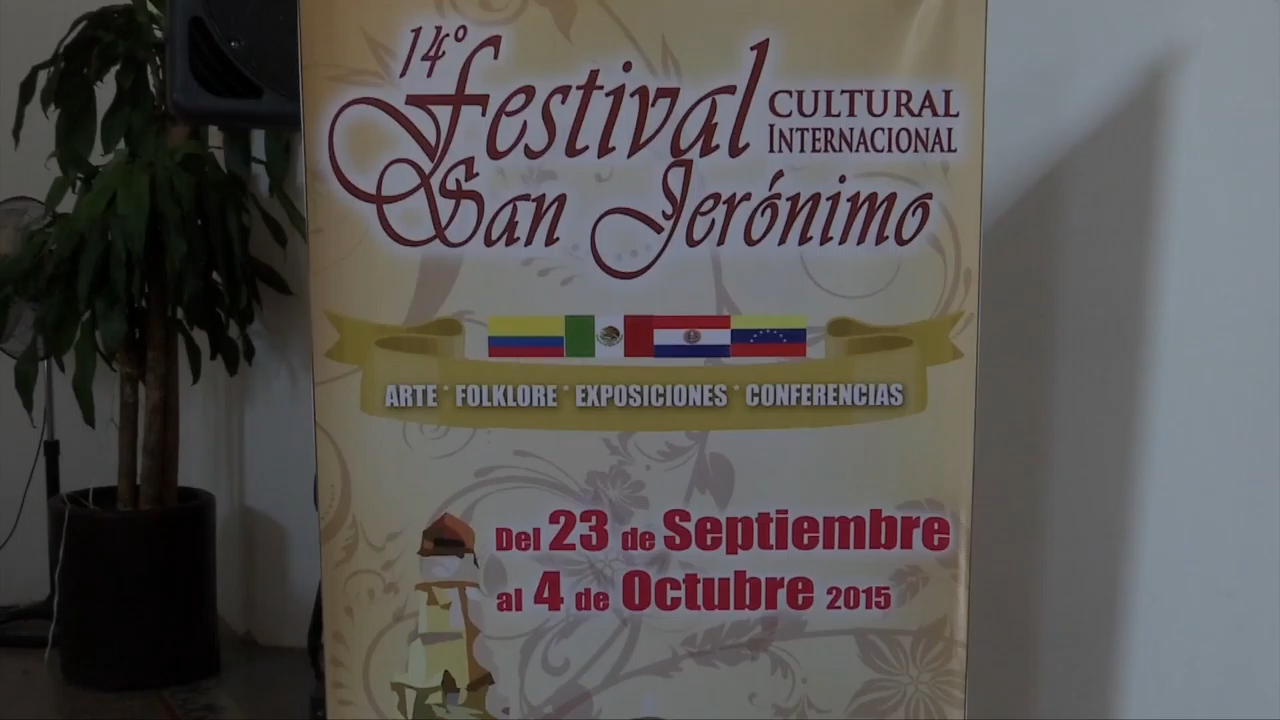 14° Festival CULTURAL
INTERNACIONAL
San Jerónimo
ARTE * FOLKLORE * EXPOSICIONES * CONFERENCIAS
Del 23 de Septiembre
al 4 de Octubre 2015